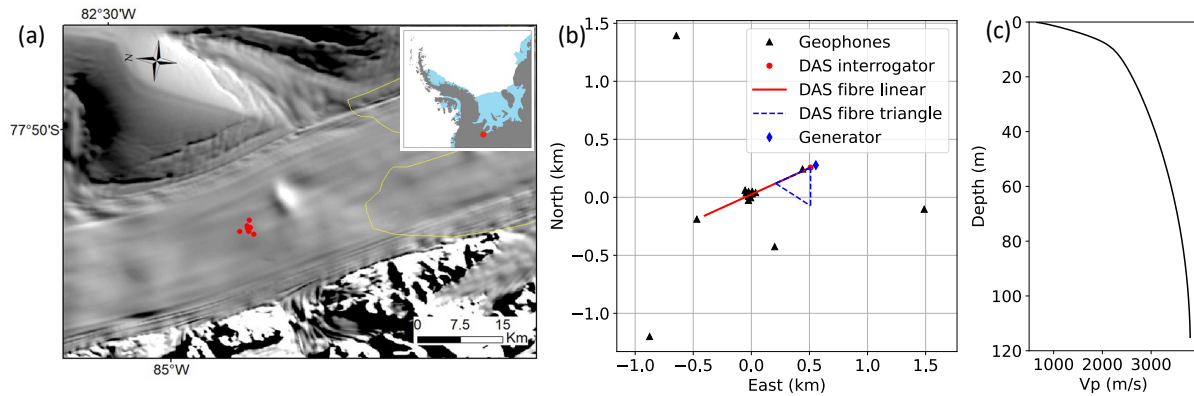 (a)
82°30'W
N
77°50'S
0 7.5 15
Km
85°W
(b)
1.5
1.0
0.5
0.0
−0.5
−1.0
North (km)
Geophones
DAS interrogator
DAS fibre linear
DAS fibre triangle
Generator
−1.0 −0.5 0.0 0.5 1.0 1.5
East (km)
(c)
0
20
40
60
80
100
120
Depth (m)
1000 2000 3000
Vp (m/s)